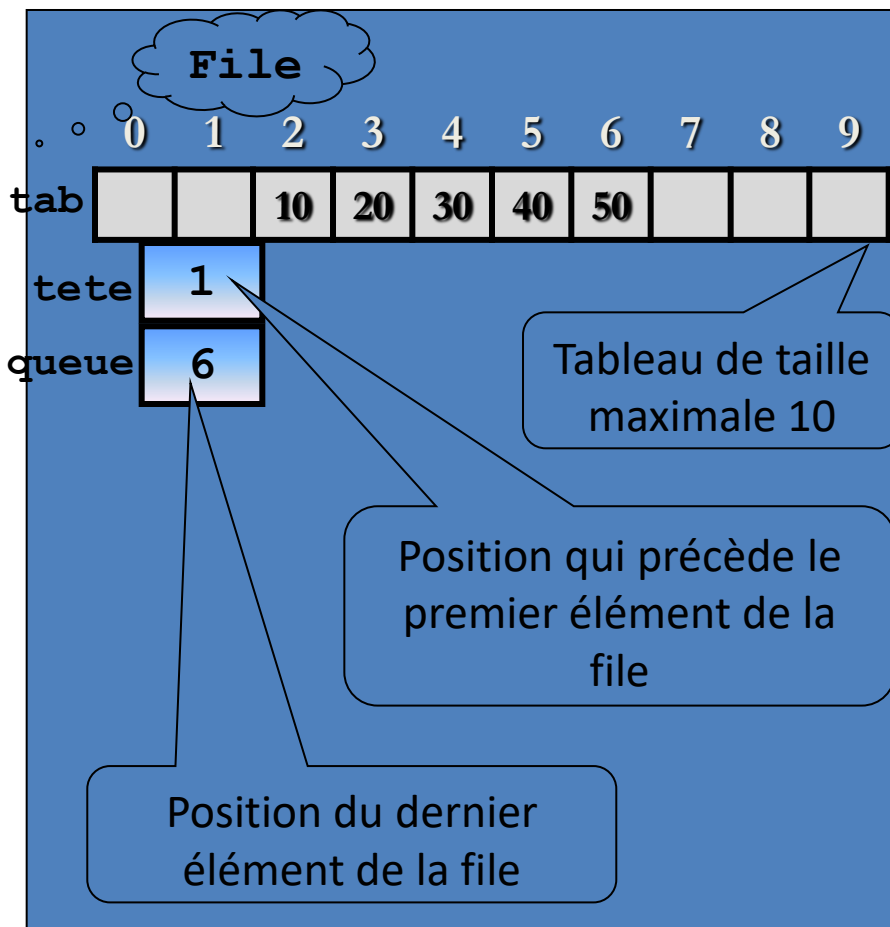 File
0 1 2 3 4 5 6 7 8 9
tab 10 20 30 40 50
tete 1
queue 6
Tableau de taille
maximale 10
Position qui précède le
premier élément de la
file
Position du dernier
élément de la file